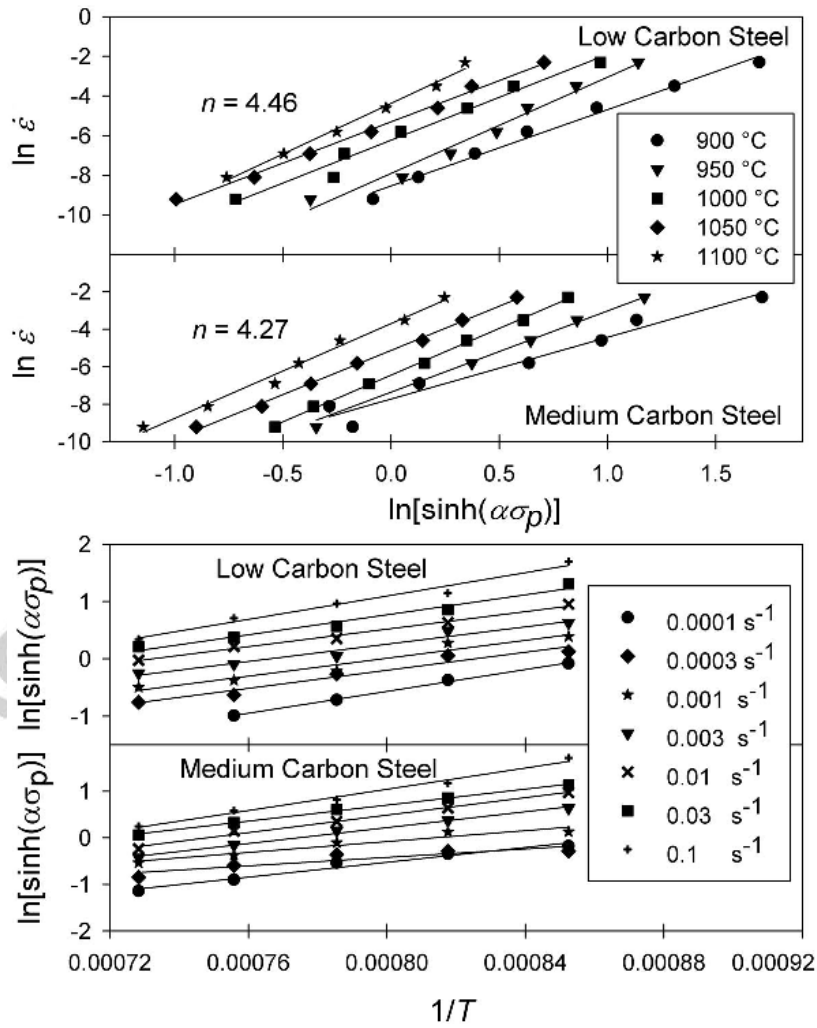 0
-2
-4
-6
-8
-10
ln ε̇
Low Carbon Steel
n = 4.46
900 °C
950 °C
1000 °C
1050 °C
1100 °C
-2
-4
-6
-8
-10
ln ε̇
n = 4.27
Medium Carbon Steel
-1.0 -0.5 0.0 0.5 1.0 1.5
ln[sinh(ασp)]
2
1
0
-1
ln[sinh(ασp)]
Low Carbon Steel
0.0001 s-1
0.0003 s-1
0.001 s-1
0.003 s-1
0.01 s-1
0.03 s-1
0.1 s-1
1
0
-1
-2
ln[sinh(ασp)]
Medium Carbon Steel
0.00072 0.00076 0.00080 0.00084 0.00088 0.00092
1/T